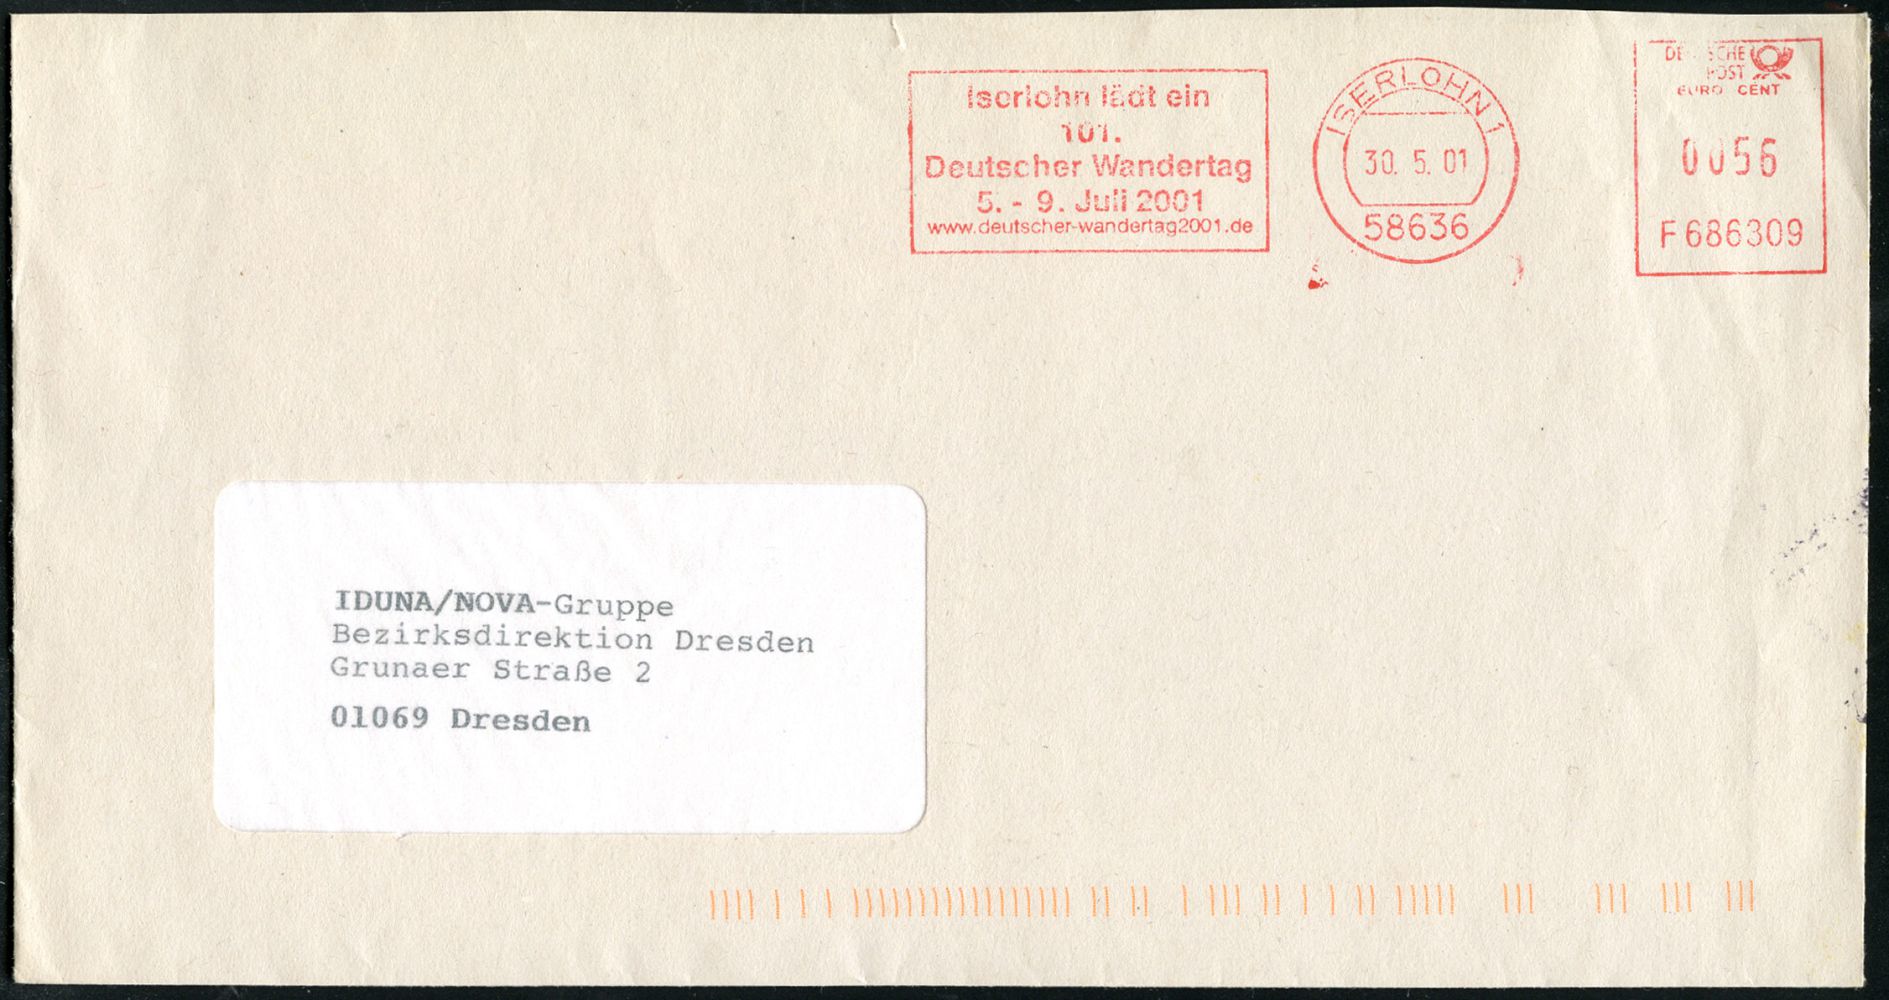 Iserlohn lädt ein
101.
Deutscher Wandertag
5. - 9. Juli 2001
www.deutscher-wandertag2001.de
ISERLOHN 1
30. 5. 01
58636
DEUTSCHE
POST
EURO CENT
0056
F 686309
IDUNA/NOVA-Gruppe
Bezirksdirektion Dresden
Grunaer Straße 2
01069 Dresden